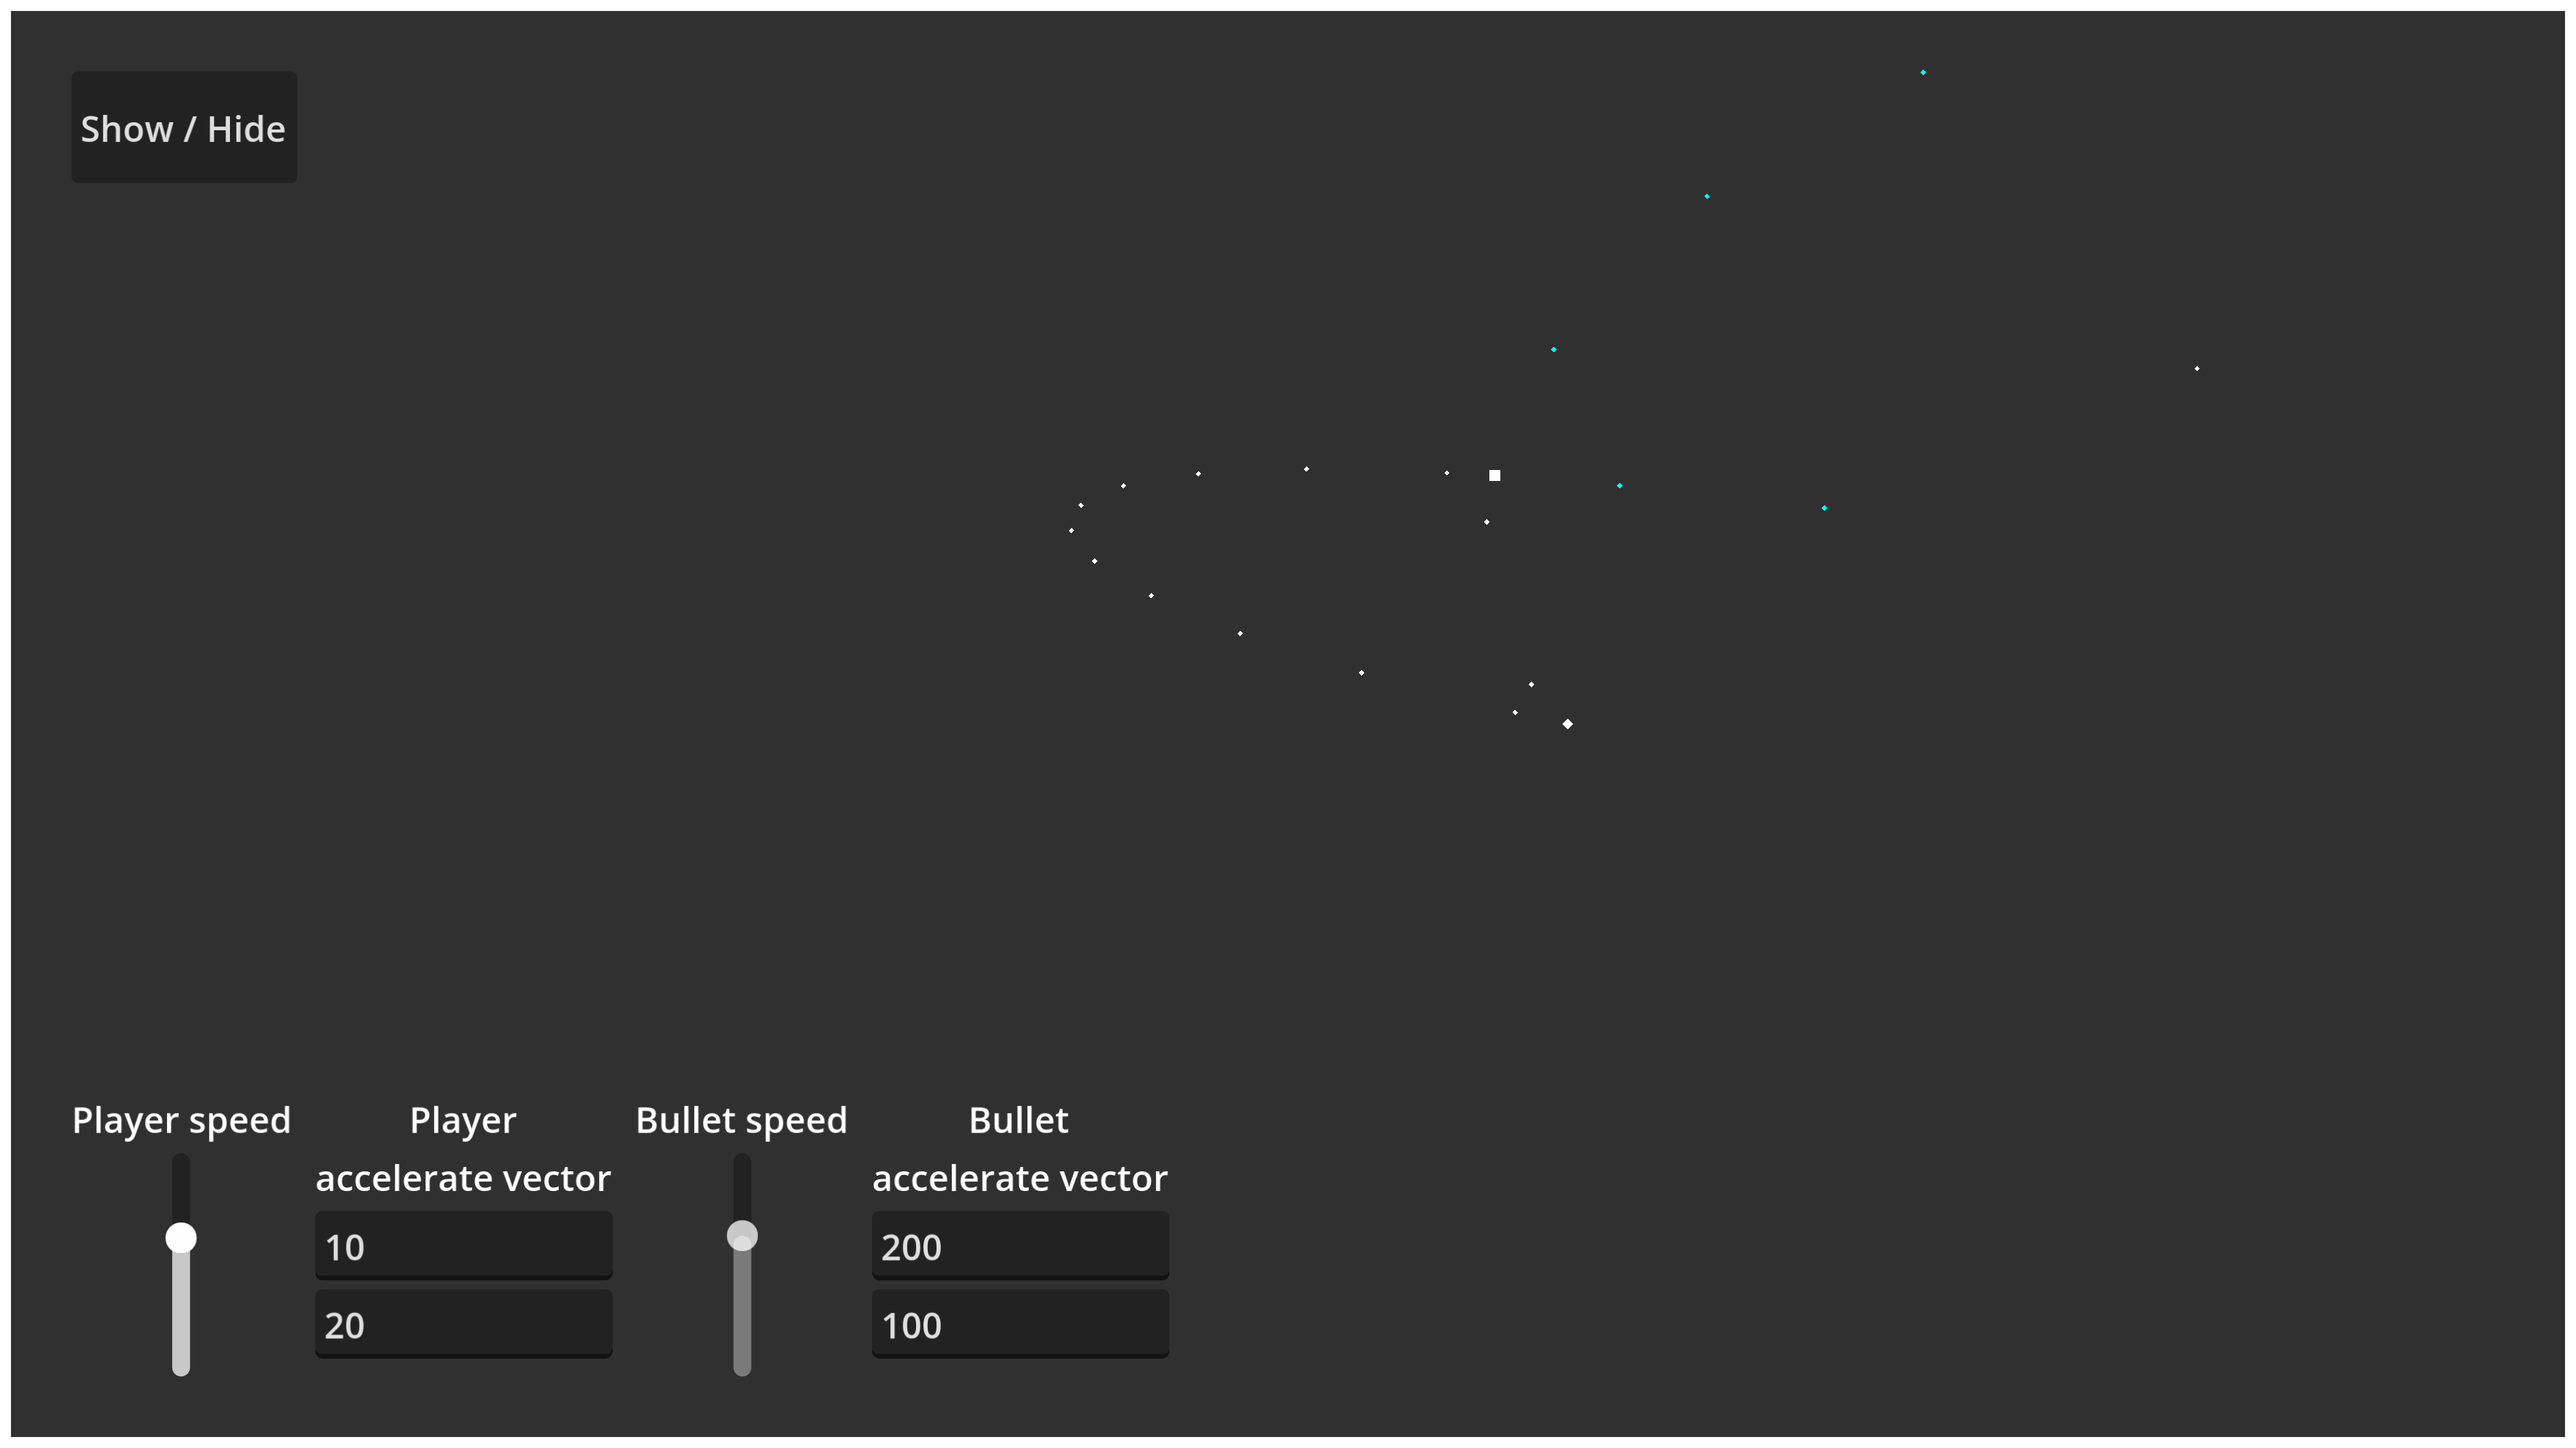 Show / Hide
Player speed
Player
accelerate vector
10
20
Bullet speed
Bullet
accelerate vector
200
100